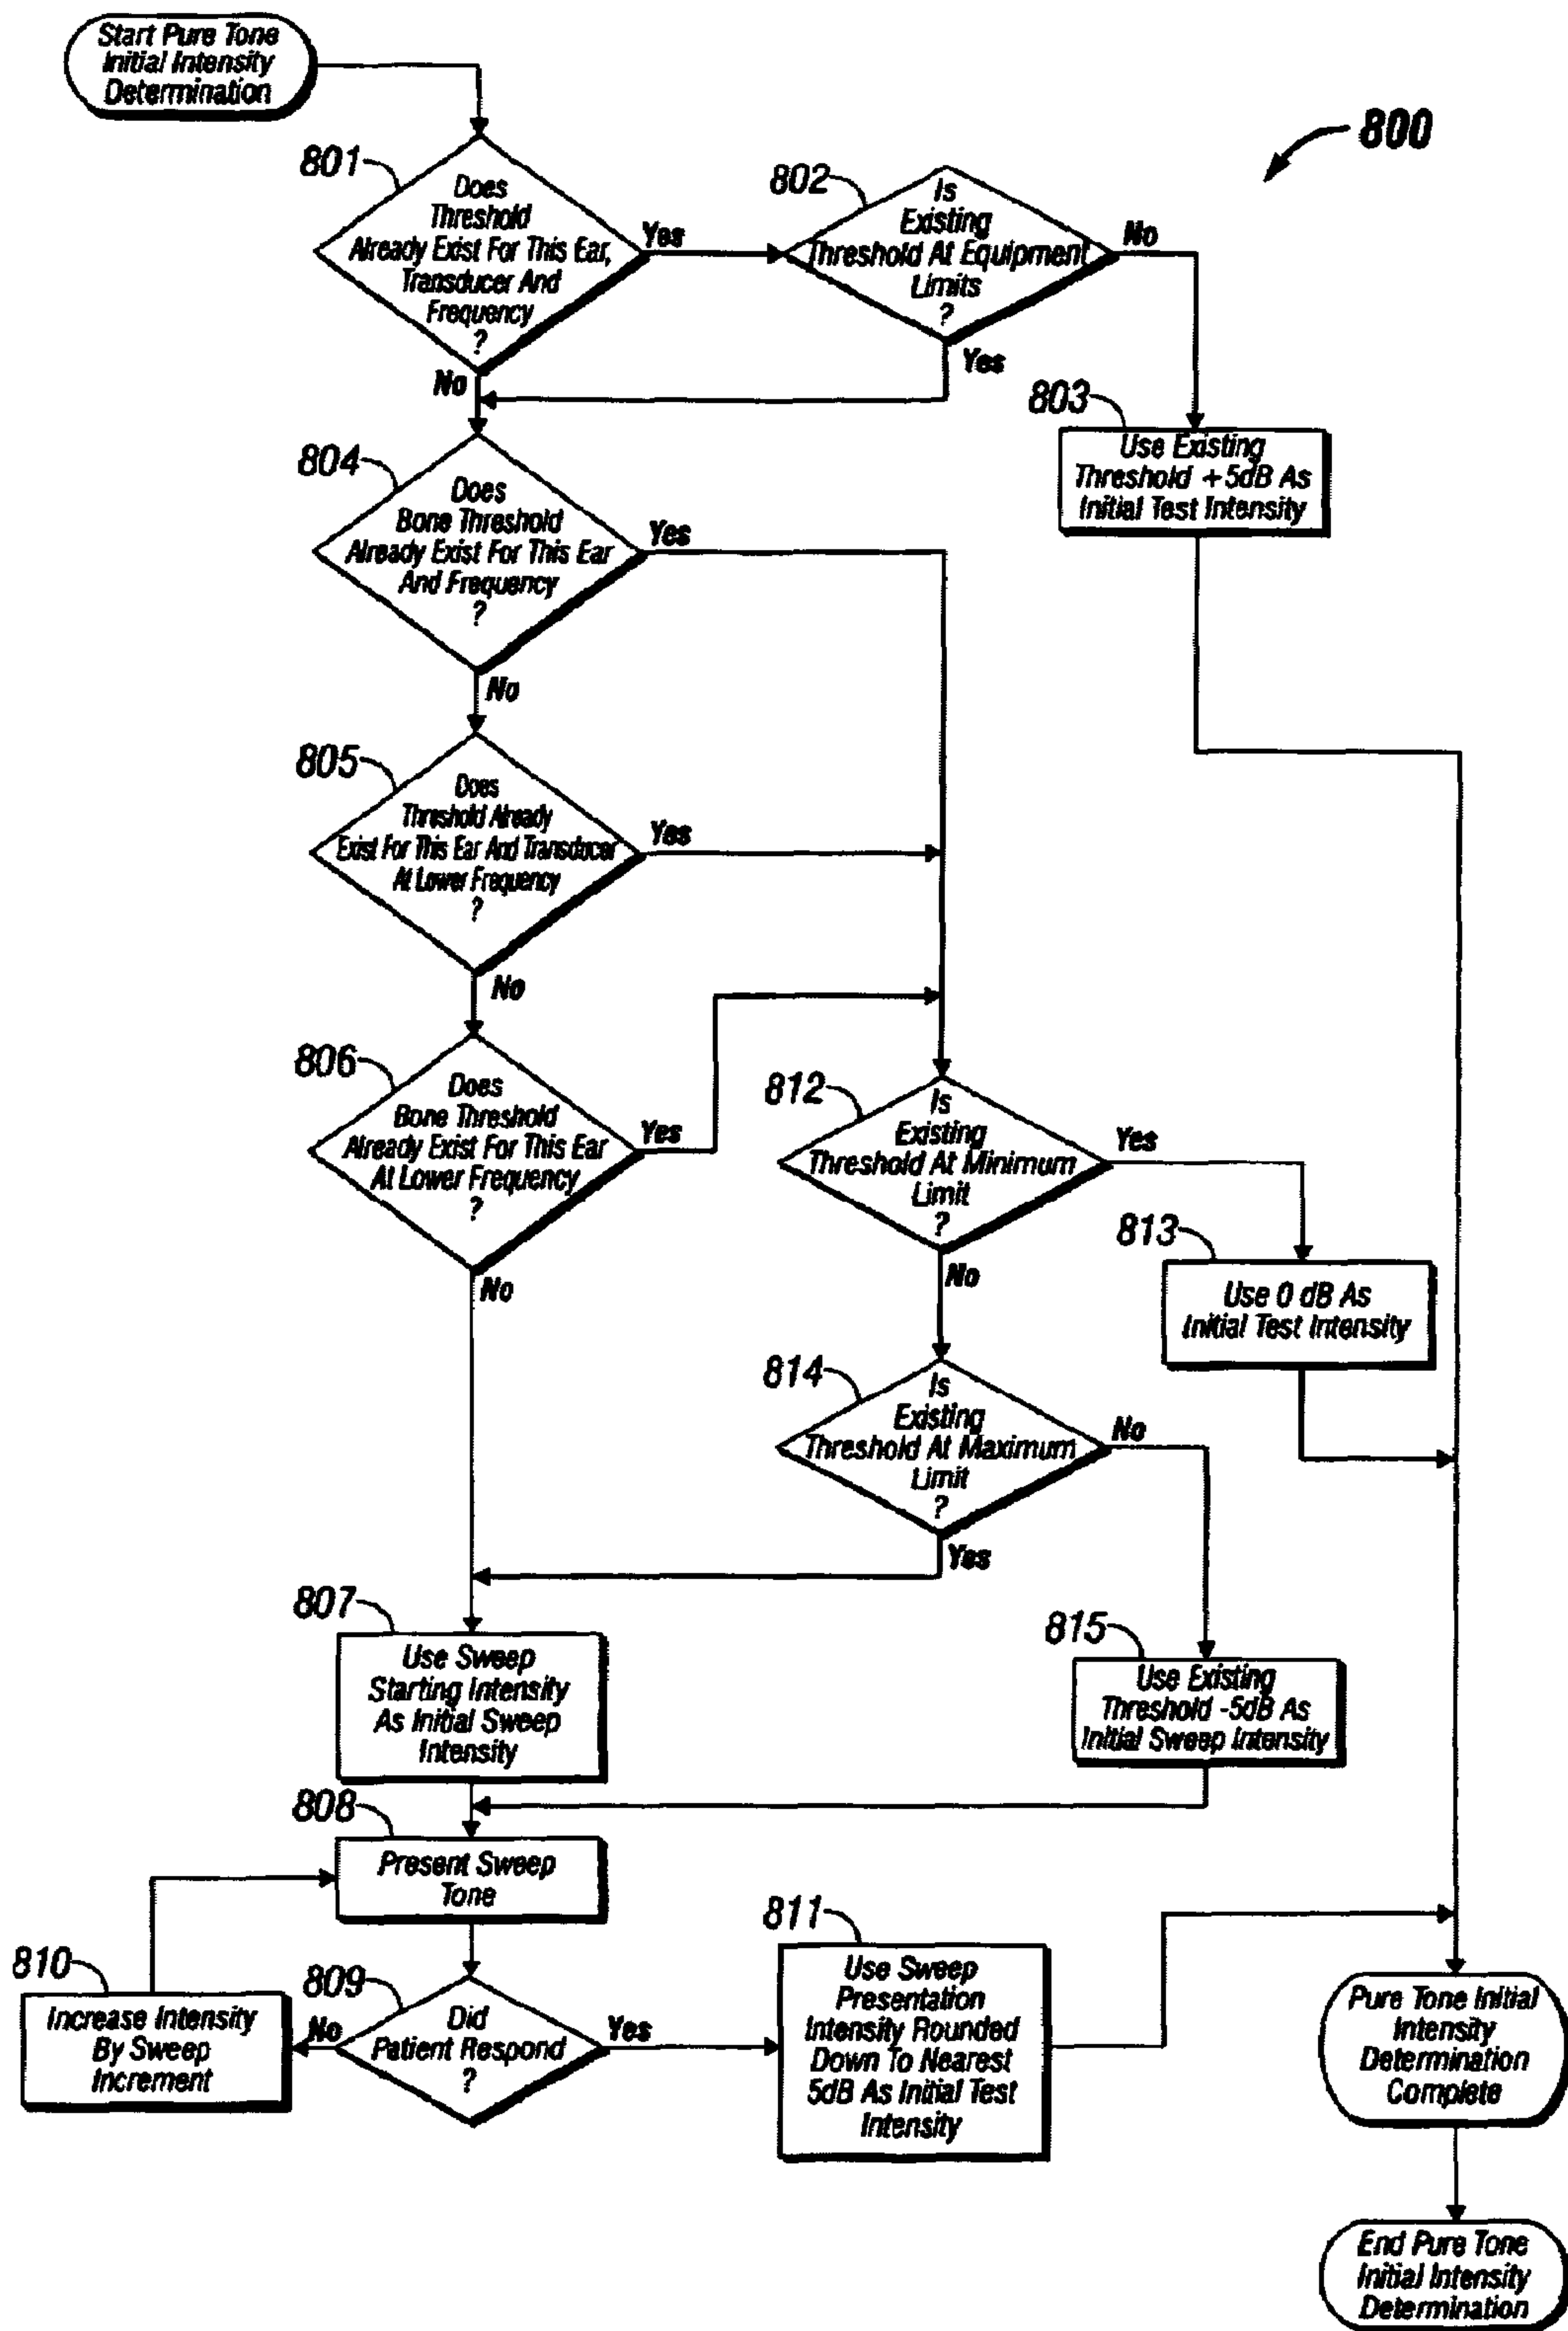 Start Pure Tone
Initial Intensity
Determination
800
801
Does
Threshold
Already Exist For This Ear,
Transducer And
Frequency
?
Yes
No
802
Is
Existing
Threshold At Equipment
Limits
?
No
Yes
803
Use Existing
Threshold +5dB As
Initial Test Intensity
804
Does
Bone Threshold
Already Exist For This Ear
And Frequency
?
Yes
No
805
Does
Threshold Already
Exist For This Ear And Transducer
At Lower Frequency
?
Yes
No
806
Does
Bone Threshold
Already Exist For This Ear
At Lower Frequency
?
Yes
No
812
Is
Existing
Threshold At Minimum
Limit
?
Yes
No
813
Use 0 dB As
Initial Test Intensity
814
Is
Existing
Threshold At Maximum
Limit
?
No
Yes
807
Use Sweep
Starting Intensity
As Initial Sweep
Intensity
815
Use Existing
Threshold -5dB As
Initial Sweep Intensity
808
Present Sweep
Tone
810
Increase Intensity
By Sweep
Increment
809
Did
Patient Respond
?
No
Yes
811
Use Sweep
Presentation
Intensity Rounded
Down To Nearest
5dB As Initial Test
Intensity
Pure Tone Initial
Intensity
Determination
Complete
End Pure Tone
Initial Intensity
Determination